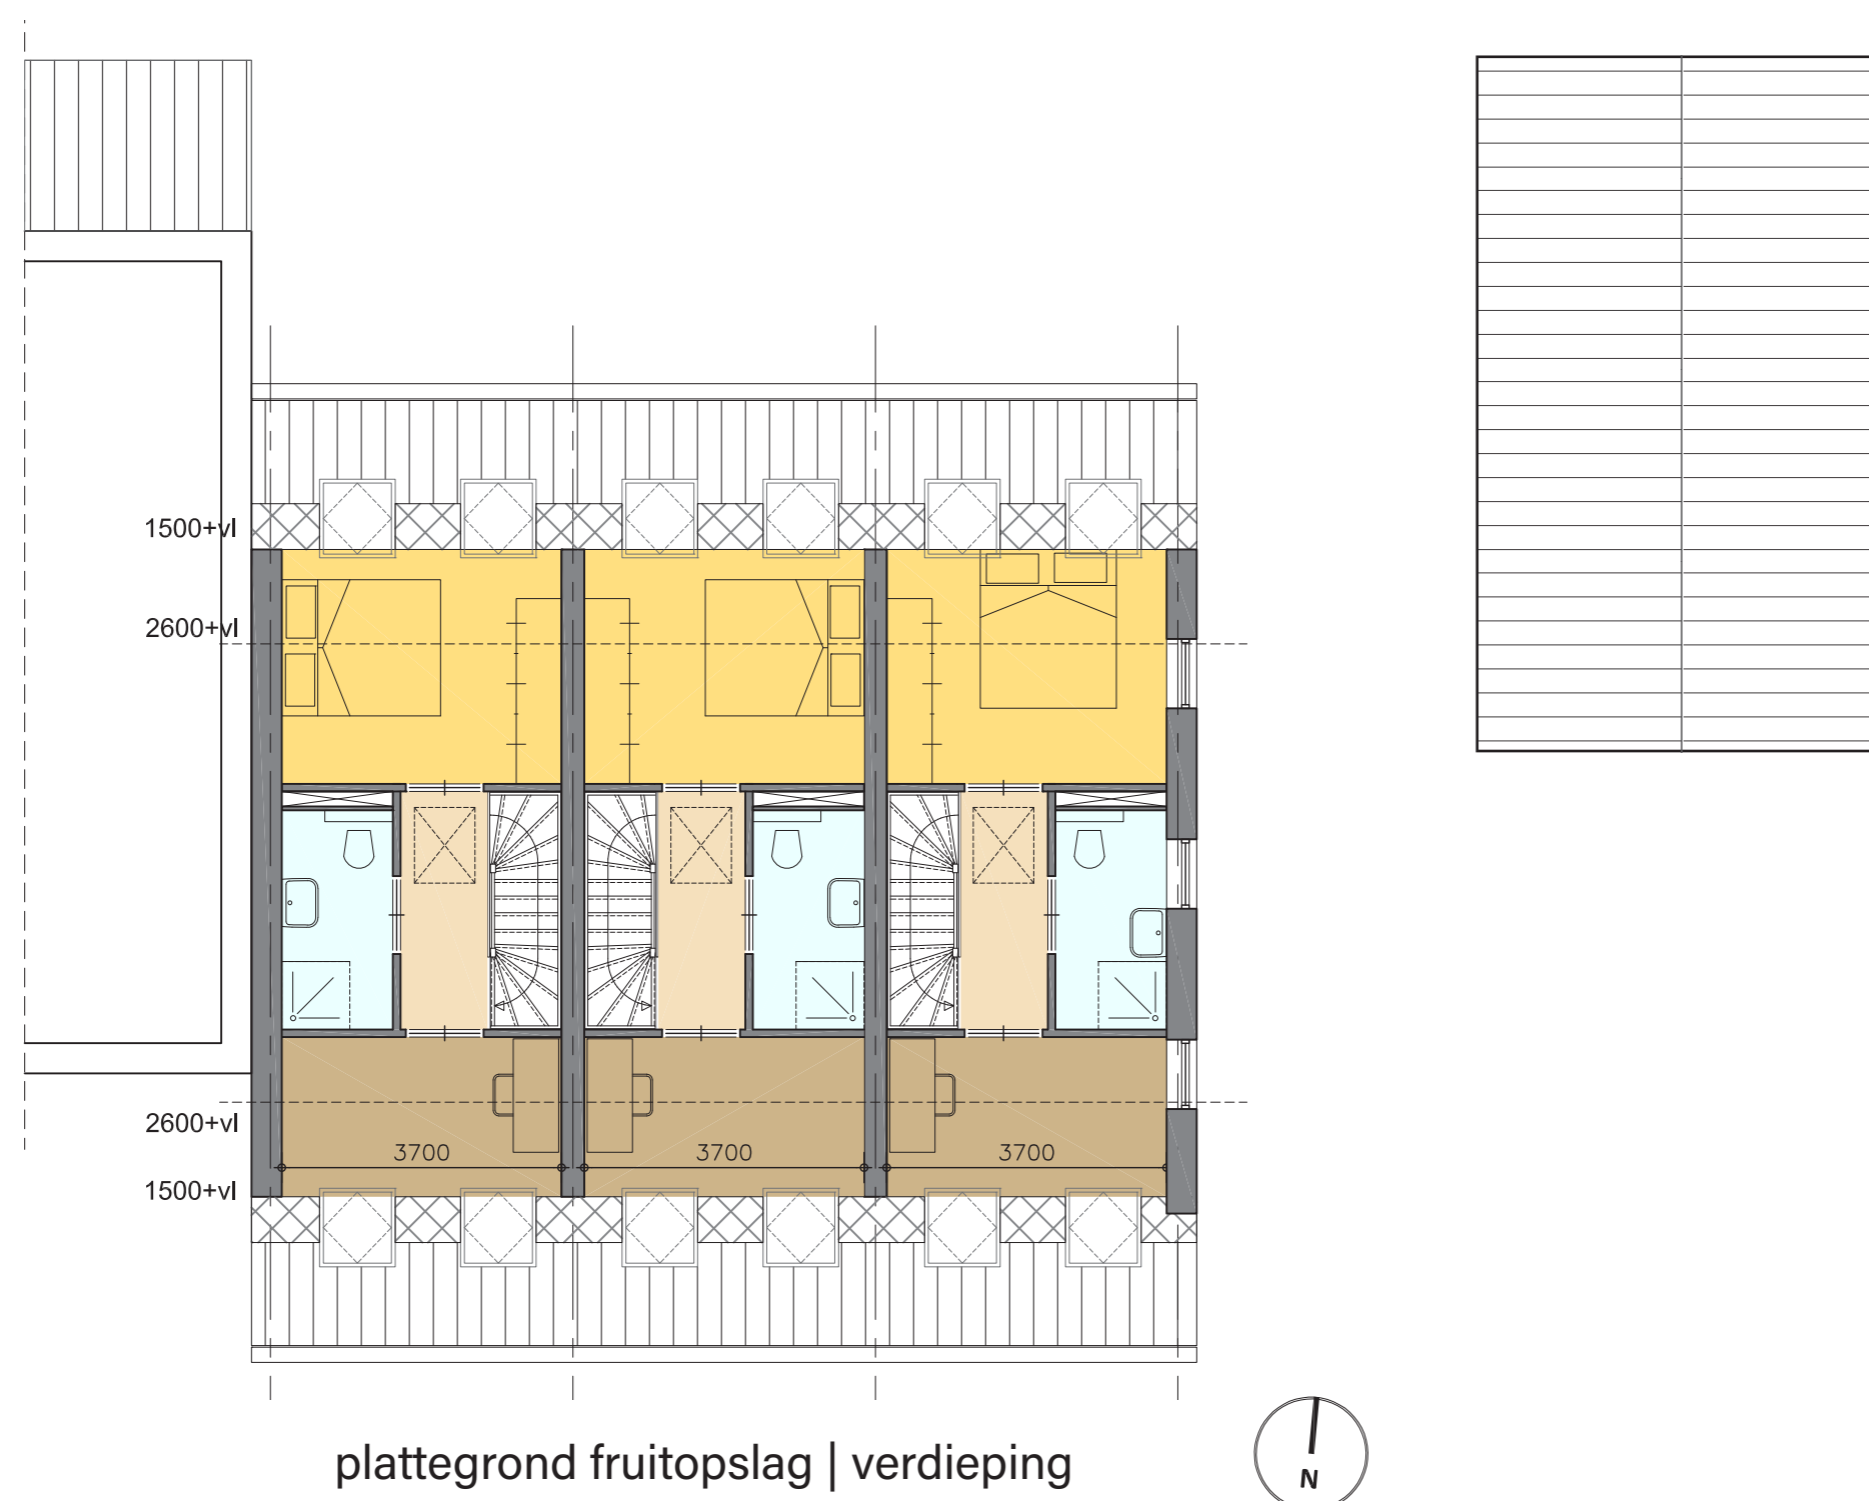 1500+vl
2600+vl
2600+vl
3700 3700 3700
1500+vl
plattegrond fruitopslag | verdieping
N